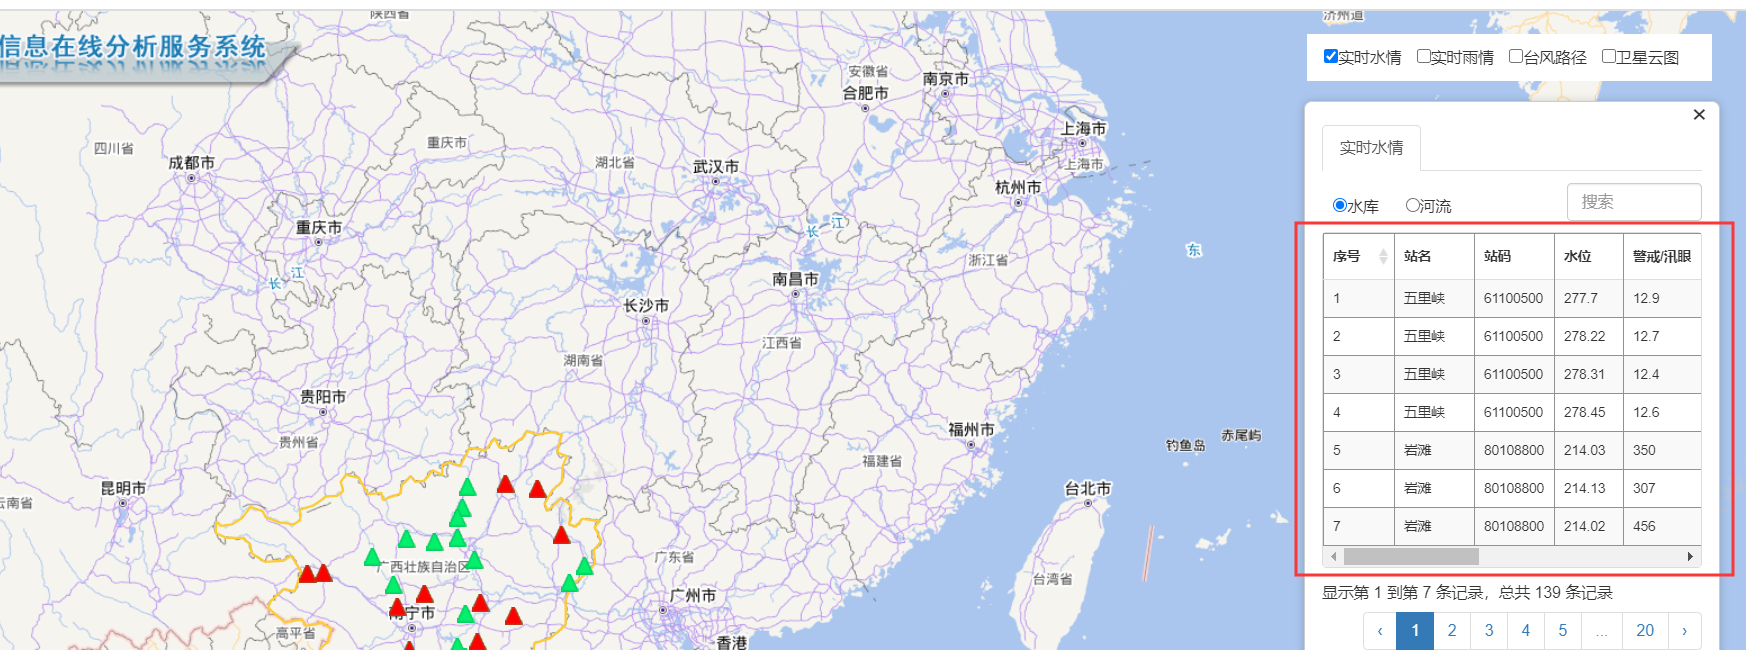 信息在线分析服务系统
陕西省
济州道
实时水情 实时雨情 台风路径 卫星云图
安徽省
合肥市
南京市
上海市
上海市
四川省
成都市
重庆市
重庆市
湖北省
武汉市
杭州市
长江
长江
浙江省
东
南昌市
长沙市
江西省
湖南省
贵阳市
贵州省
福州市
福建省
钓鱼岛
赤尾屿
昆明市
云南省
台北市
台湾省
广西壮族自治区
广东省
广州市
南宁市
高平省
香港
×
实时水情
水库 河流 搜索
序号 站名 站码 水位 警戒/汛眼
1 五里峡 61100500 277.7 12.9
2 五里峡 61100500 278.22 12.7
3 五里峡 61100500 278.31 12.4
4 五里峡 61100500 278.45 12.6
5 岩滩 80108800 214.03 350
6 岩滩 80108800 214.13 307
7 岩滩 80108800 214.02 456
显示第 1 到第 7 条记录，总共 139 条记录
‹ 1 2 3 4 5 ... 20 ›